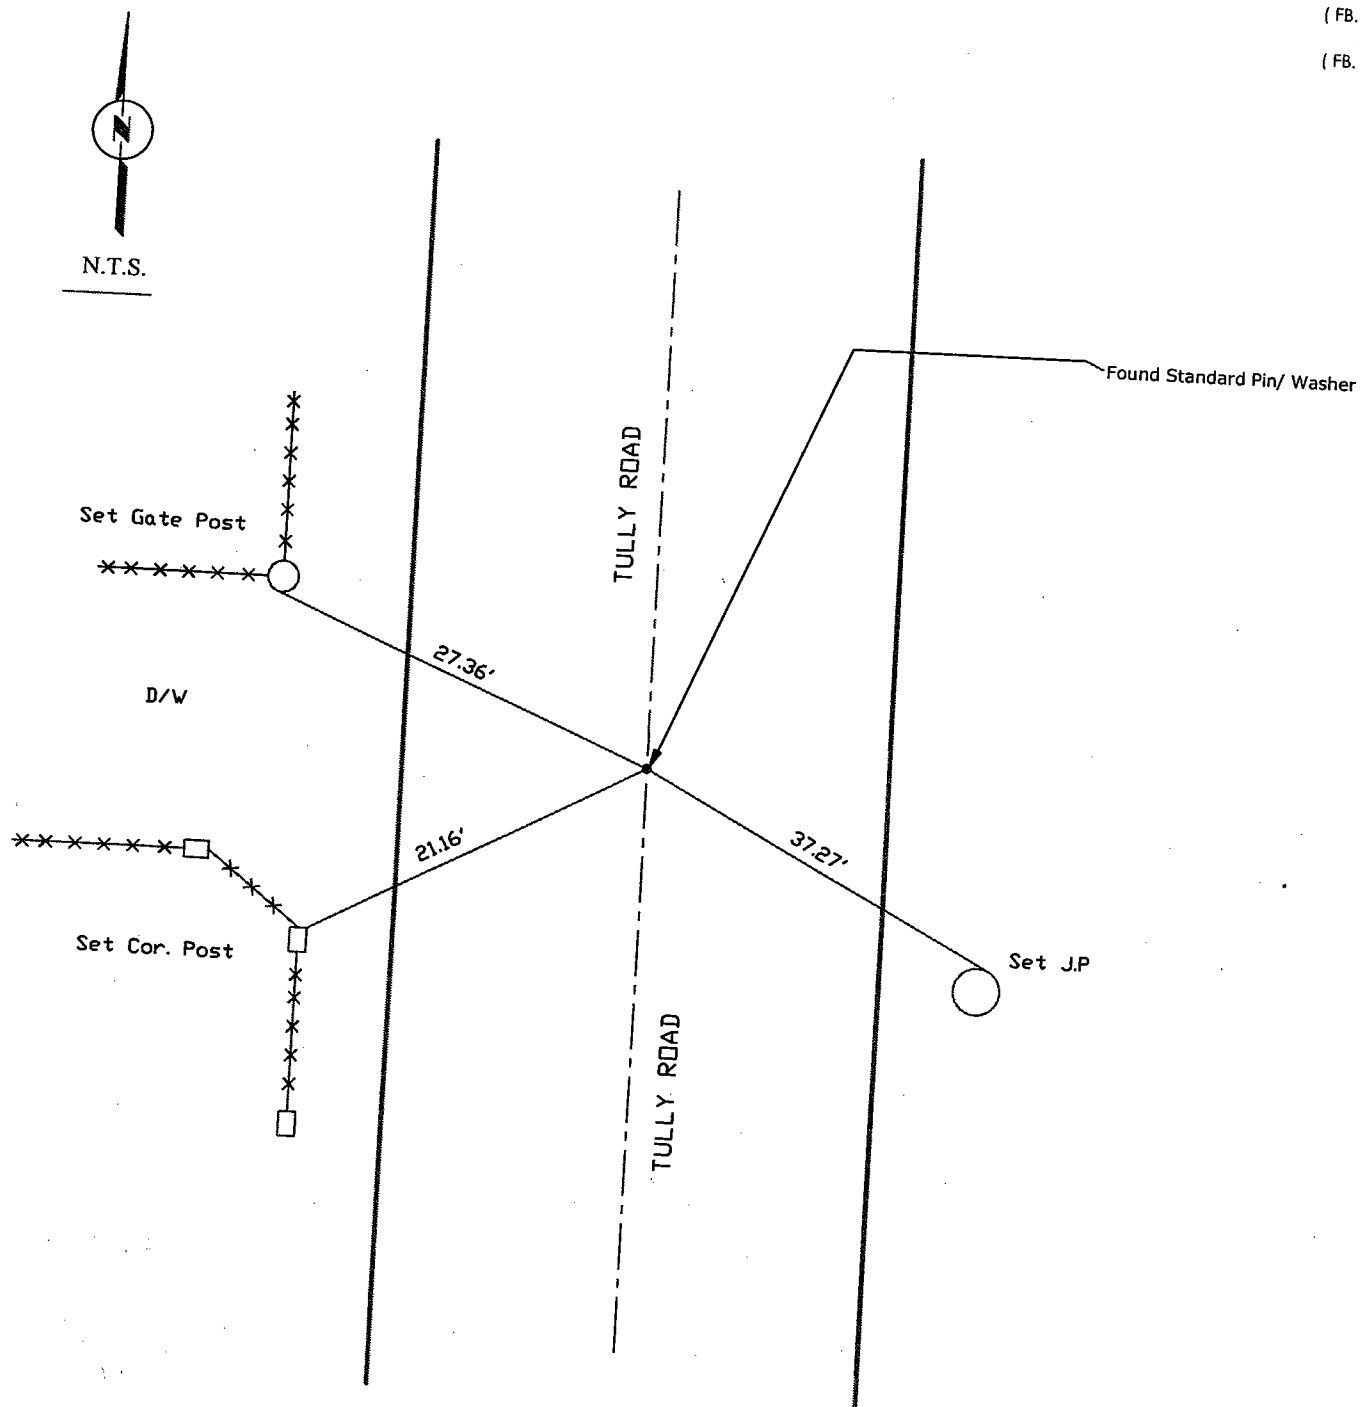 ( FB.
( FB.
N
N.T.S.
Found Standard Pin/ Washer
TULLY ROAD
Set Gate Post
27.36'
D/W
21.16'
37.27'
Set Cor. Post
Set J.P
TULLY ROAD